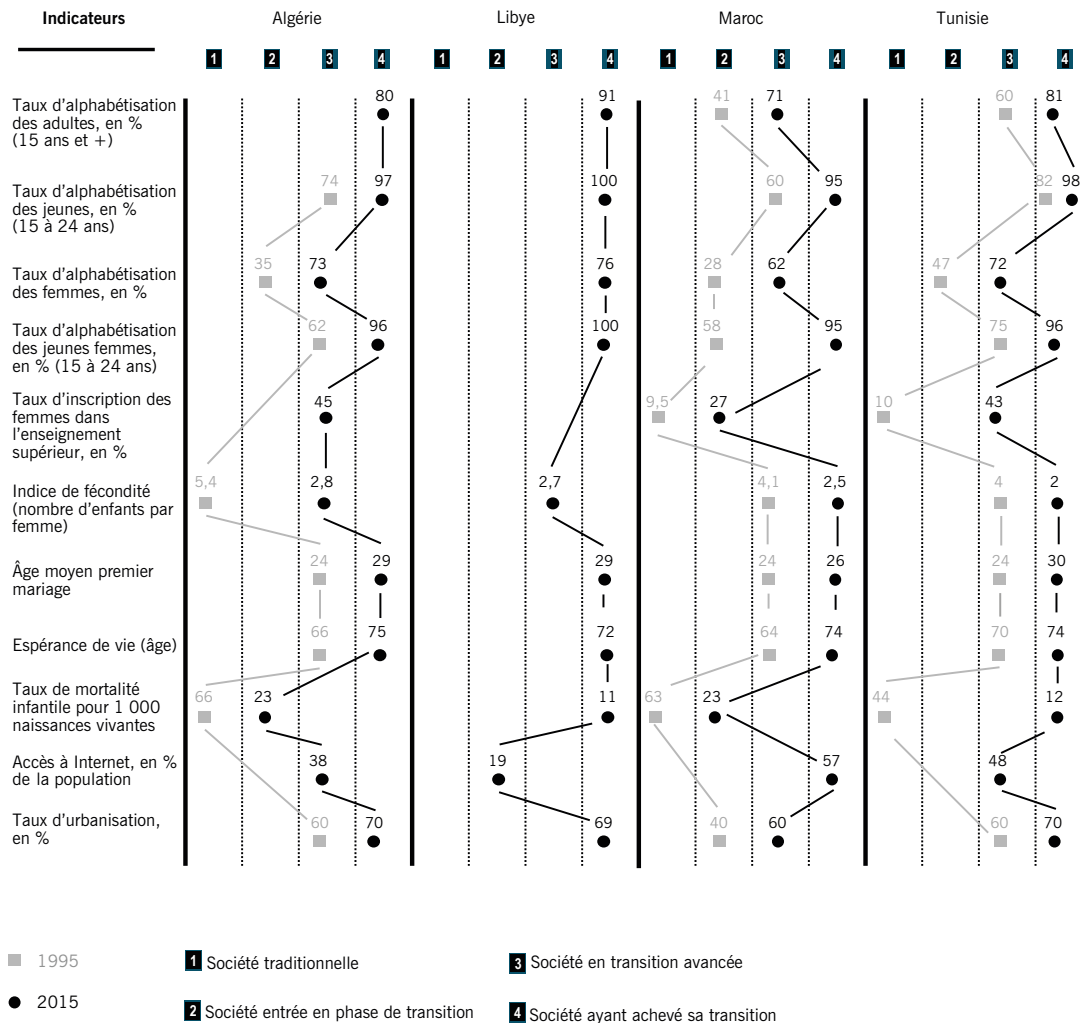 Indicateurs Algérie Libye Maroc Tunisie
1 2 3 4 1 2 3 4 1 2 3 4 1 2 3 4
Taux d'alphabétisation
des adultes, en %
(15 ans et +)
80 91 41 71 60 81
Taux d'alphabétisation
des jeunes, en %
(15 à 24 ans)
74 97 100 60 95 82 98
Taux d'alphabétisation
des femmes, en %
35 73 76 28 62 47 72
Taux d'alphabétisation
des jeunes femmes,
en % (15 à 24 ans)
62 96 100 58 95 75 96
Taux d'inscription des
femmes dans
l'enseignement
supérieur, en %
45 9,5 27 10 43
Indice de fécondité
(nombre d'enfants par
femme)
5,4 2,8 2,7 4,1 2,5 4 2
Âge moyen premier
mariage
24 29 29 24 26 24 30
Espérance de vie (âge)
66 75 72 64 74 70 74
Taux de mortalité
infantile pour 1 000
naissances vivantes
66 23 11 63 23 44 12
Accès à Internet, en %
de la population
38 19 57 48
Taux d'urbanisation,
en %
60 70 69 40 60 60 70
1995
2015
1 Société traditionnelle
2 Société entrée en phase de transition
3 Société en transition avancée
4 Société ayant achevé sa transition